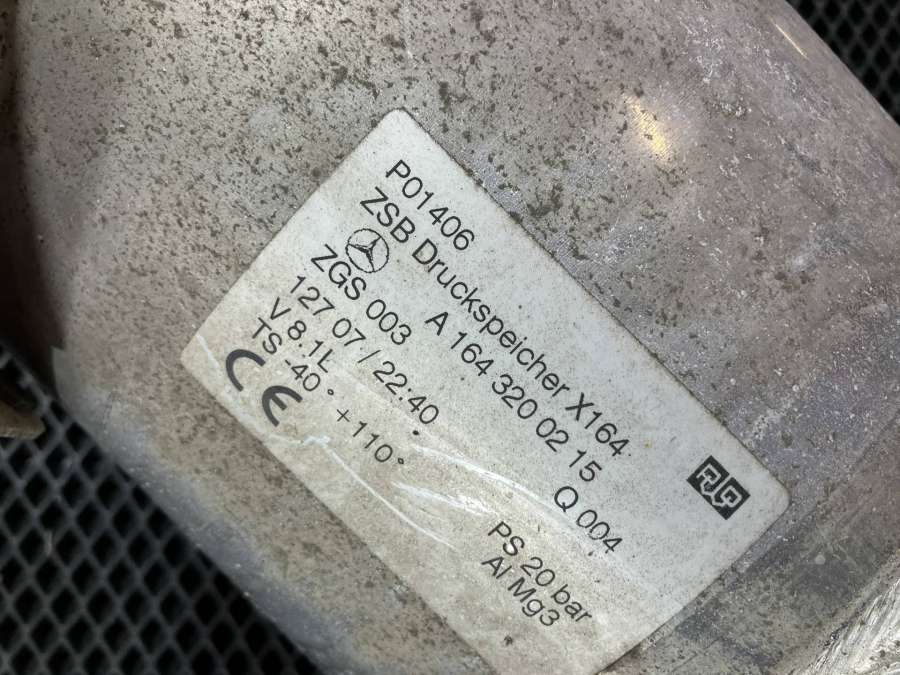 P01406
ZSB Druckspeicher X164
A 164 320 02 15
ZGS 003 Q 004
127 07 / 22:40
V 8.1L PS 20 bar
TS -40° +110° Al Mg3
CE